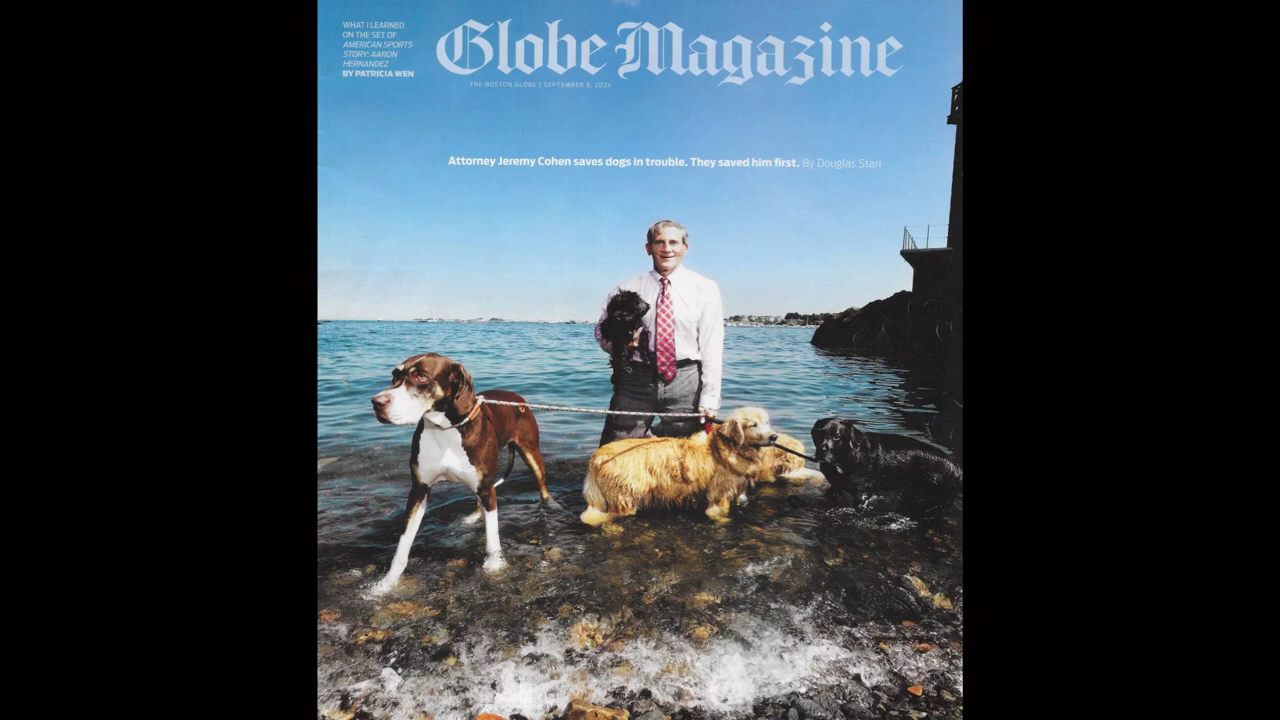 WHAT I LEARNED
ON THE SET OF
AMERICAN SPORTS
STORY: AARON
HERNANDEZ
BY PATRICIA WEN
Globe Magazine
THE BOSTON GLOBE | SEPTEMBER 8, 2024
Attorney Jeremy Cohen saves dogs in trouble. They saved him first. By Douglas Starr